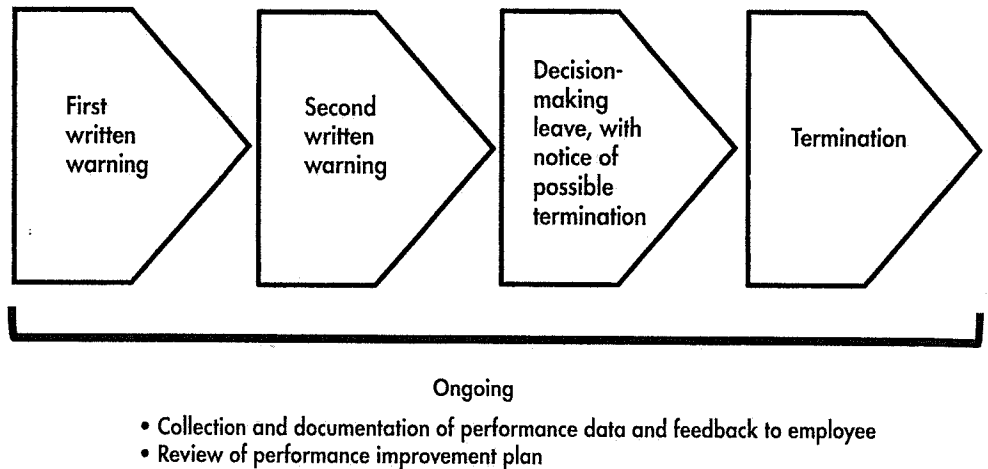 First
written
warning
Second
written
warning
Decision-
making
leave, with
notice of
possible
termination
Termination
Ongoing
• Collection and documentation of performance data and feedback to employee
• Review of performance improvement plan